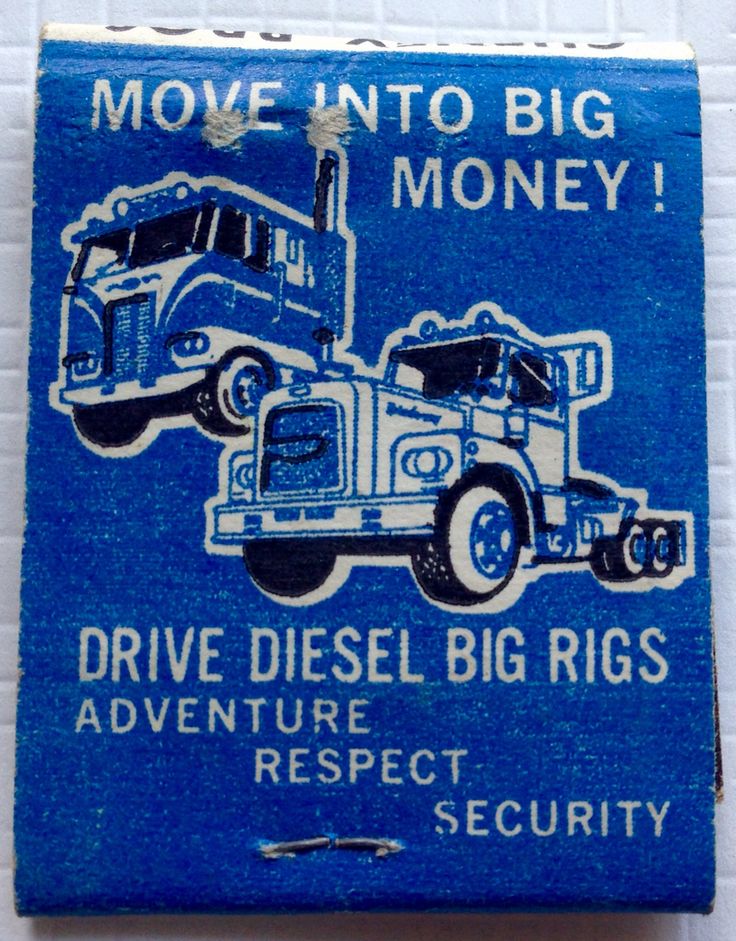 MOVE INTO BIG
MONEY!
DRIVE DIESEL BIG RIGS
ADVENTURE
RESPECT
SECURITY